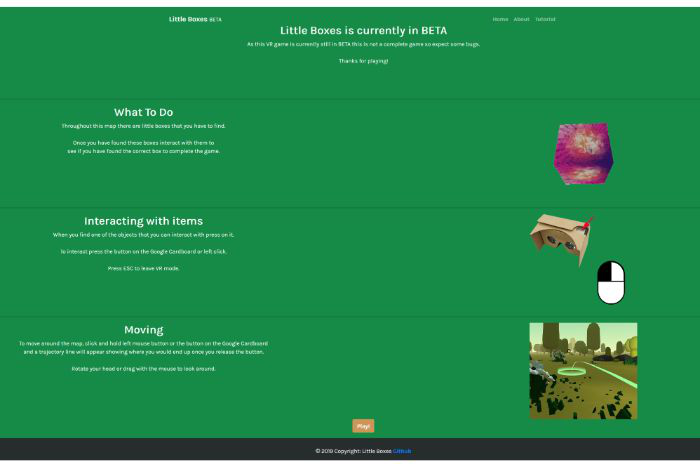 Little Boxes BETA
Home About Tutorial
Little Boxes is currently in BETA
As this VR game is currently still in BETA this is not a complete game so expect some bugs.
Thanks for playing!
What To Do
Throughout this map there are little boxes that you have to find.
Once you have found these boxes interact with them to
see if you have found the correct box to complete the game.
Interacting with items
When you find one of the objects that you can interact with press on it.
To interact press the button on the Google Cardboard or left click.
Press ESC to leave VR mode.
Moving
To move around the map, click and hold left mouse button or the button on the Google Cardboard
and a trajectory line will appear showing where you would end up once you release the button.
Rotate your head or drag with the mouse to look around.
Play!
© 2019 Copyright: Little Boxes Github